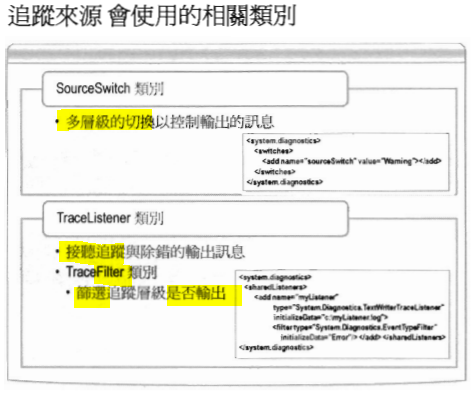 追蹤來源 會使用的相關類別
SourceSwitch 類別
• 多層級的切換以控制輸出的訊息
<system.diagnostics>
<switches>
<add name="sourceSwitch" value="Warning"></add>
</switches>
</system.diagnostics>
TraceListener 類別
• 接聽追蹤與除錯的輸出訊息
• TraceFilter 類別
• 篩選追蹤層級是否輸出
<system.diagnostics>
<sharedListeners>
<add name="myListener"
type="System.Diagnostics.TextWriterTraceListener"
initializeData="c:\myListener.log">
<filter type="System.Diagnostics.EventTypeFilter"
initializeData="Error"/> </add> </sharedListeners>
</system.diagnostics>